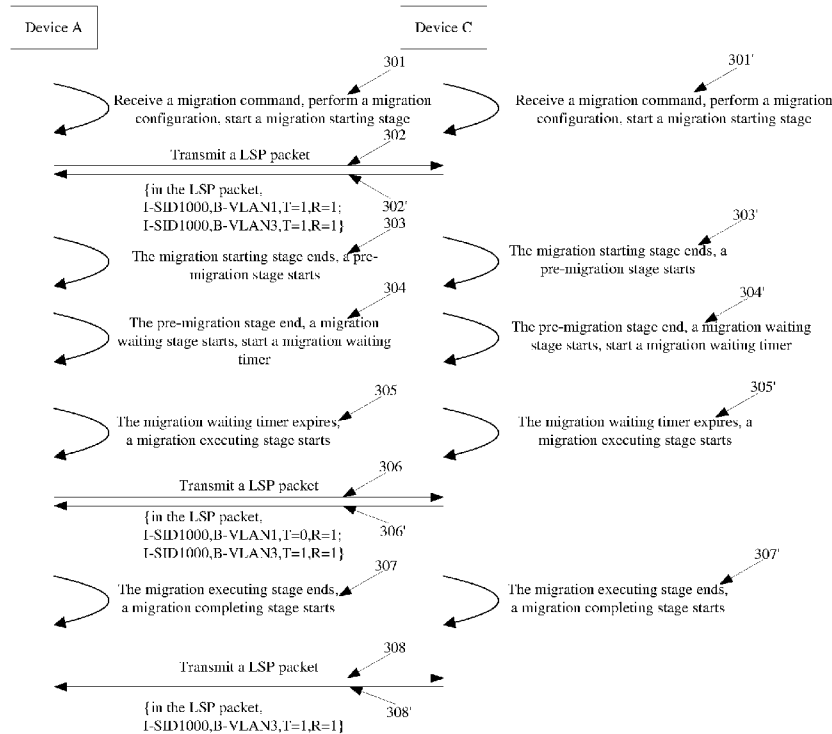 Device A
Device C
301
301'
Receive a migration command, perform a migration
configuration, start a migration starting stage
Receive a migration command, perform a migration
configuration, start a migration starting stage
302
Transmit a LSP packet
{in the LSP packet,
I-SID1000,B-VLAN1,T=1,R=1;
I-SID1000,B-VLAN3,T=1,R=1}
302'
303
303'
The migration starting stage ends, a pre-
migration stage starts
The migration starting stage ends, a
pre-migration stage starts
304
304'
The pre-migration stage end, a migration
waiting stage starts, start a migration waiting
timer
The pre-migration stage end, a migration waiting
stage starts, start a migration waiting timer
305
305'
The migration waiting timer expires,
a migration executing stage starts
The migration waiting timer expires, a
migration executing stage starts
306
Transmit a LSP packet
{in the LSP packet,
I-SID1000,B-VLAN1,T=0,R=1;
I-SID1000,B-VLAN3,T=1,R=1}
306'
307
307'
The migration executing stage ends,
a migration completing stage starts
The migration executing stage ends,
a migration completing stage starts
308
Transmit a LSP packet
{in the LSP packet,
I-SID1000,B-VLAN3,T=1,R=1}
308'